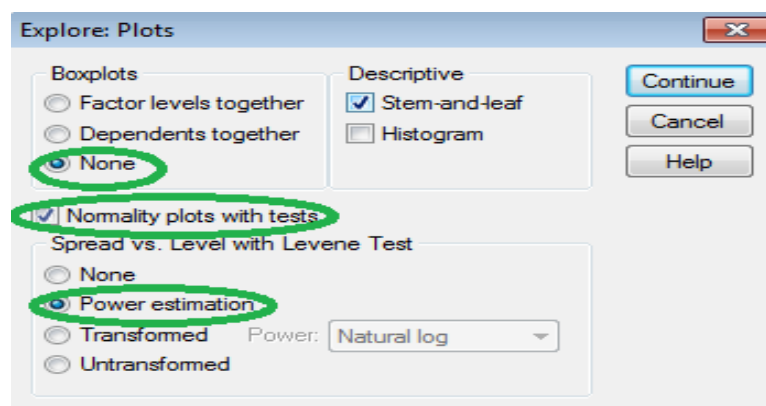 Explore: Plots
Boxplots
Factor levels together
Dependents together
None
Descriptive
Stem-and-leaf
Histogram
Continue
Cancel
Help
Normality plots with tests
Spread vs. Level with Levene Test
None
Power estimation
Transformed Power: Natural log
Untransformed